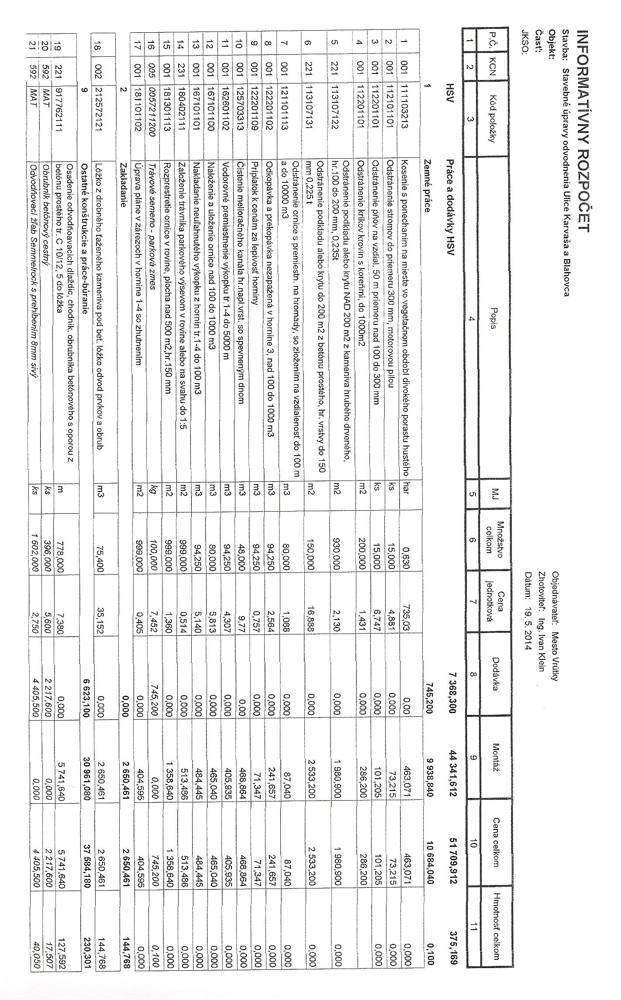 INFORMATÍVNY ROZPOČET
Stavba: Stavebné úpravy odvodnenia Ulice Karvaša a Blahovca
Objekt: Objednávateľ: Mesto Vrútky
Časť: Zhotoviteľ: Ing. Ivan Klein
JKSO: Dátum: 19. 5. 2014
P.Č. KCN Kód položky Popis MJ Množstvo celkom Cena jednotková Dodávka Montáž Cena celkom Hmotnosť celkom
1 2 3 4 5 6 7 8 9 10 11
HSV Práce a dodávky HSV 7 368,300 44 341,612 51 709,912 375,169
1 Zemné práce 745,200 9 938,840 10 684,040 0,100
1 001 111103213 Kosenie s ponechaním na mieste vo vegetačnom období divokého porastu hustého har 0,630 735,03 0,00 463,071 463,071 0,000
2 001 112101101 Odstránenie stromov do priemeru 300 mm, motorovou pílou ks 15,000 4,881 0,000 73,215 73,215 0,000
3 001 112201101 Odstránenie pňov na vzdial. 50 m priemeru nad 100 do 300 mm ks 15,000 6,747 0,000 101,205 101,205 0,000
4 001 112201101 Odstránenie kríkov krovín s koreňmi, do 1000m2 m2 200,000 1,431 0,000 286,200 286,200
Odstránenie podkladu alebo krytu NAD 200 m2 z kameniva hrubého drveného,
5 221 113107122 hr.100 do 200 mm, 0,235t m2 930,000 2,130 0,000 1 980,900 1 980,900 0,000
Odstránenie podkladu alebo krytu do 200 m2 z betónu prostého, hr. vrstvy do 150
6 221 113107131 mm 0,225 t m2 150,000 16,888 0,000 2 533,200 2 533,200 0,000
Odstránenie ornice s premiestn. na hromady, so zložením na vzdialenosť do 100 m
7 001 121101113 a do 10000 m3 m3 80,000 1,088 0,000 87,040 87,040 0,000
8 001 122201102 Odkopávka a prekopávka nezapažená v hornine 3, nad 100 do 1000 m3 m3 94,250 2,564 0,000 241,657 241,657 0,000
9 001 122201109 Príplatok k cenám za lepivosť horniny m3 94,250 0,757 0,000 71,347 71,347 0,000
10 001 125703313 Čistenie melioračného kanála hr.napl.vrst. so spevneným dnom m3 48,000 9,77 0,00 468,864 468,864 0,000
11 001 162601102 Vodorovné premiestnenie výkopku tr.1-4 do 5000 m m3 94,250 4,307 0,000 405,935 405,935 0,000
12 001 167101100 Naloženie a uloženie ornice nad 100 do 1000 m3 m3 80,000 5,813 0,000 465,040 465,040 0,000
13 001 167101101 Nakladanie neuľahnutého výkopku z hornín tr.1-4 do 100 m3 m3 94,250 5,140 0,000 484,445 484,445 0,000
14 231 180402111 Založenie trávnika parkového výsevom v rovine alebo na svahu do 1:5 m2 999,000 0,514 0,000 513,486 513,486 0,000
15 001 181301113 Rozprestretie ornice v rovine, plocha nad 500 m2,hr.150 mm m2 999,000 1,360 0,000 1 358,640 1 358,640 0,000
16 005 005721 1200 Trávové semeno - parková zmes kg 100,000 7,452 745,200 0,000 745,200 0,100
17 001 181101102 Úprava pláne v zárezoch v hornine 1-4 so zhutnením m2 999,000 0,405 0,000 404,595 404,595 0,000
2 Zakladanie 0,000 2 650,461 2 650,461 144,768
18 002 212572121 Lôžko z drobného ťaženého kameniva pod bet. lôžko odvod prvkov a obrub m3 75,400 35,152 0,000 2 650,461 2 650,461 144,768
9 Ostatné konštrukcie a práce-búranie 6 623,100 30 961,080 37 584,180 230,301
Osadenie odvodňovacích dlaždic, chodník. obrubníka betónového s oporou z
19 221 917762111 betónu prostého tr. C 10/12, 5 do lôžka m 778,000 7,380 0,000 5 741,640 5 741,640 127,592
20 592 MAT Obrubník betónový cestný ks 396,000 5,600 2 217,600 0,000 2 217,600 17,507
21 592 MAT Odvodňovací žľab Semmelrock s prehĺbením 8mm sivý ks 1 602,000 2,750 4 405,500 0,000 4 405,500 40,050